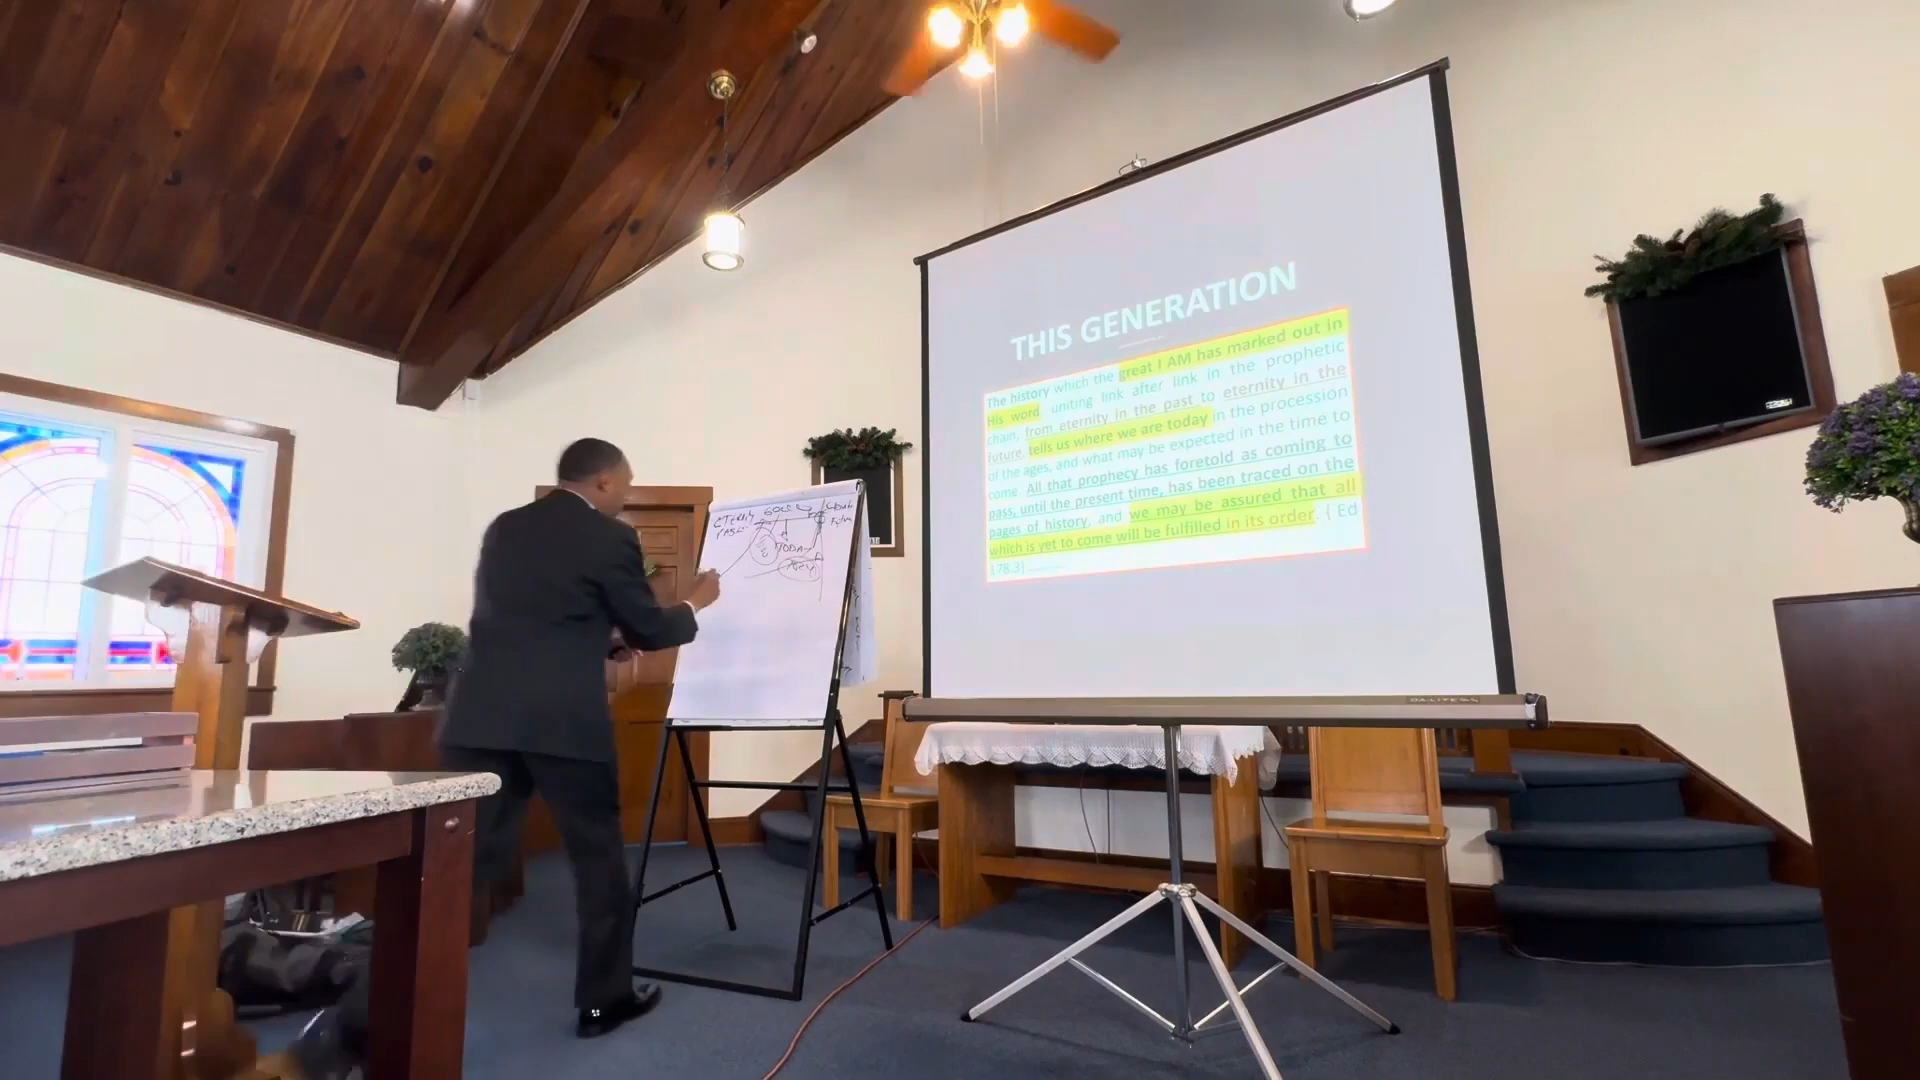 THIS GENERATION
The history which the great I AM has marked out in
His word, uniting link after link in the prophetic
chain, from eternity in the past to eternity in the
future, tells us where we are today in the procession
of the ages, and what may be expected in the time to
come. All that prophecy has foretold as coming to
pass, until the present time, has been traced on the
pages of history, and we may be assured that all
which is yet to come will be fulfilled in its order. { Ed
178.3}
PAST
TODAY
DA-LITE